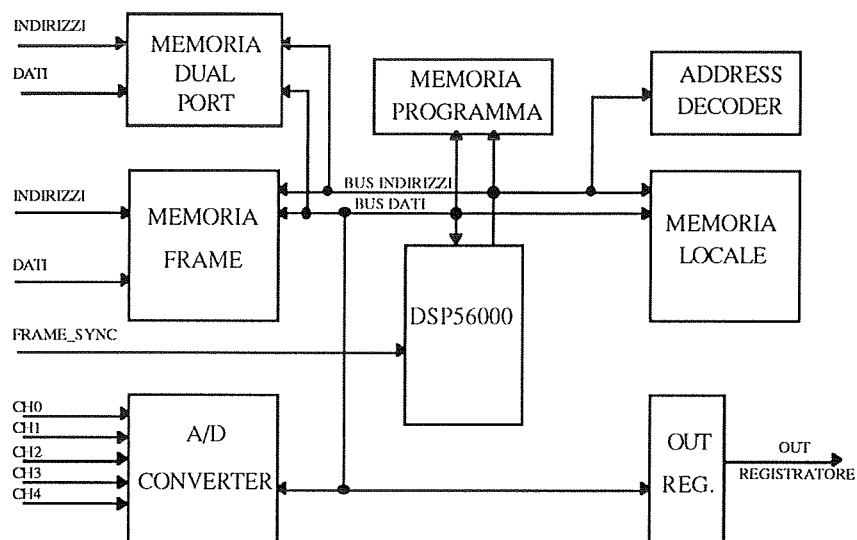 INDIRIZZI
DATI
MEMORIA
DUAL
PORT
MEMORIA
PROGRAMMA
ADDRESS
DECODER
INDIRIZZI
DATI
MEMORIA
FRAME
BUS INDIRIZZI
BUS DATI
MEMORIA
LOCALE
FRAME_SYNC
DSP56000
CH0
CH1
CH2
CH3
CH4
A/D
CONVERTER
OUT
REG.
OUT
REGISTRATORE